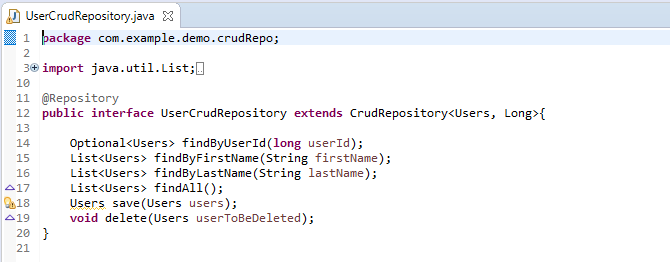 UserCrudRepository.java
1 package com.example.demo.crudRepo;
2
3 import java.util.List;
10
11 @Repository
12 public interface UserCrudRepository extends CrudRepository<Users, Long>{
13
14 Optional<Users> findByUserId(long userId);
15 List<Users> findByFirstName(String firstName);
16 List<Users> findByLastName(String lastName);
17 List<Users> findAll();
18 Users save(Users users);
19 void delete(Users userToBeDeleted);
20 }
21